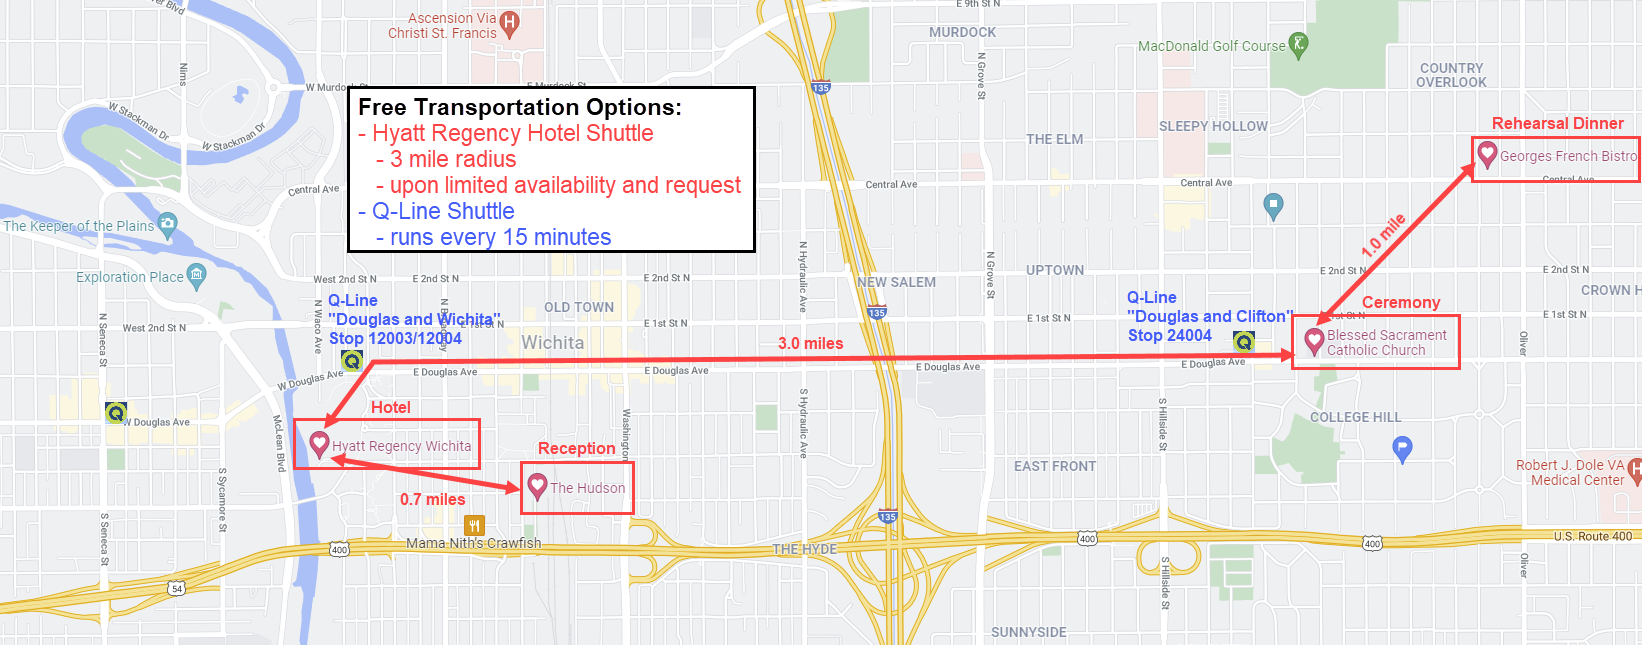 E 9th St N
Ascension Via
Christi St. Francis
H
MURDOCK
MacDonald Golf Course
COUNTRY
OVERLOOK
Nims
N Grove St
W Murdock St
E Murdock St
135
W Stackman Dr
W Stackman Dr
Free Transportation Options:
- Hyatt Regency Hotel Shuttle
- 3 mile radius
- upon limited availability and request
- Q-Line Shuttle
- runs every 15 minutes
THE ELM
SLEEPY HOLLOW
Rehearsal Dinner
Georges French Bistro
Central Ave
Central Ave
Central Ave
Central Ave
1.0 mile
The Keeper of the Plains
Exploration Place
West 2nd St N
E 2nd St N
E 2nd St N
UPTOWN
E 2nd St N
E 2nd St N
N Hydraulic Ave
N Grove St
NEW SALEM
CROWN H
Q-Line
"Douglas and Wichita"
Stop 12003/12004
N Waco Ave
OLD TOWN
135
Q-Line
"Douglas and Clifton"
Stop 24004
Ceremony
Blessed Sacrament
Catholic Church
N Seneca St
West 2nd St N
E 1st St N
E 1st St N
E 1st St N
E 1st St N
Wichita
3.0 miles
Oliver
Q
Q
W Douglas Ave
E Douglas Ave
E Douglas Ave
E Douglas Ave
E Douglas Ave
Q
W Douglas Ave
McLean Blvd
Hotel
Hyatt Regency Wichita
Washington
S Hydraulic Ave
S Hillside St
COLLEGE HILL
P
Reception
The Hudson
0.7 miles
EAST FRONT
Robert J. Dole VA
Medical Center
H
S Seneca St
S Sycamore St
135
Mama Nith's Crawfish
400
THE HYDE
400
400
U.S. Route 400
54
S Hillside St
Oliver
SUNNYSIDE